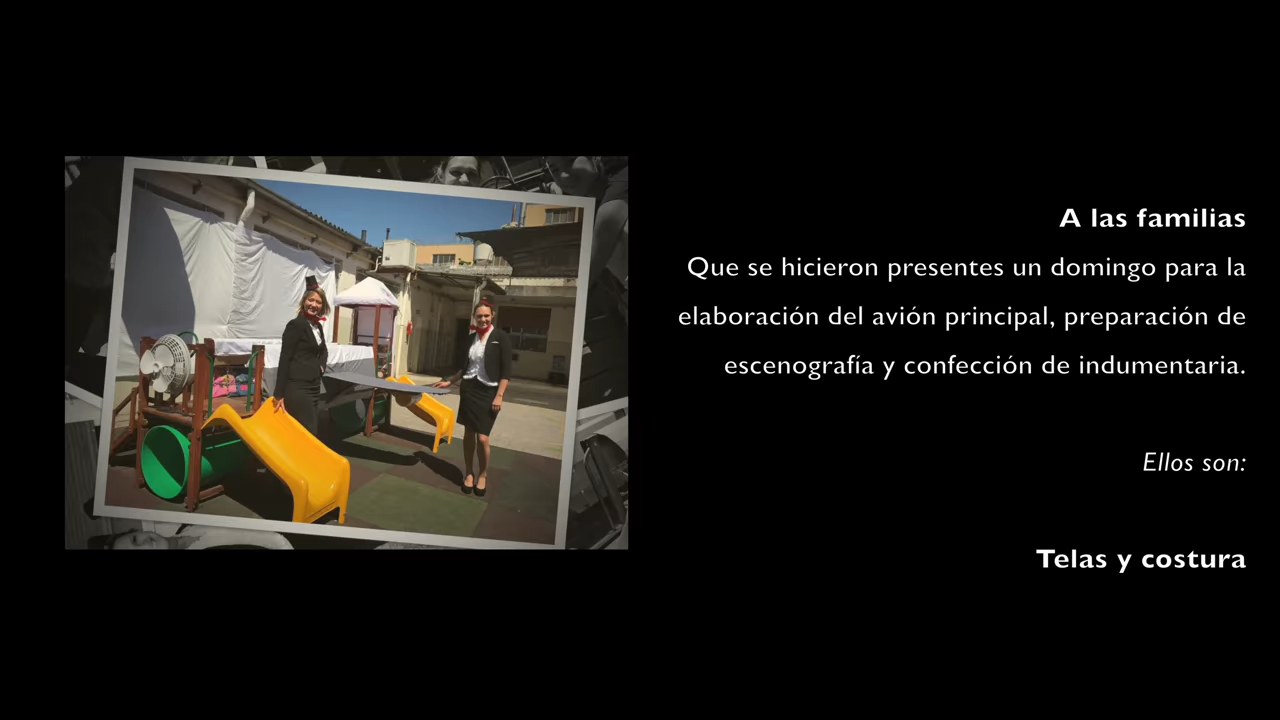 A las familias
Que se hicieron presentes un domingo para la
elaboración del avión principal, preparación de
escenografía y confección de indumentaria.
Ellos son:
Telas y costura